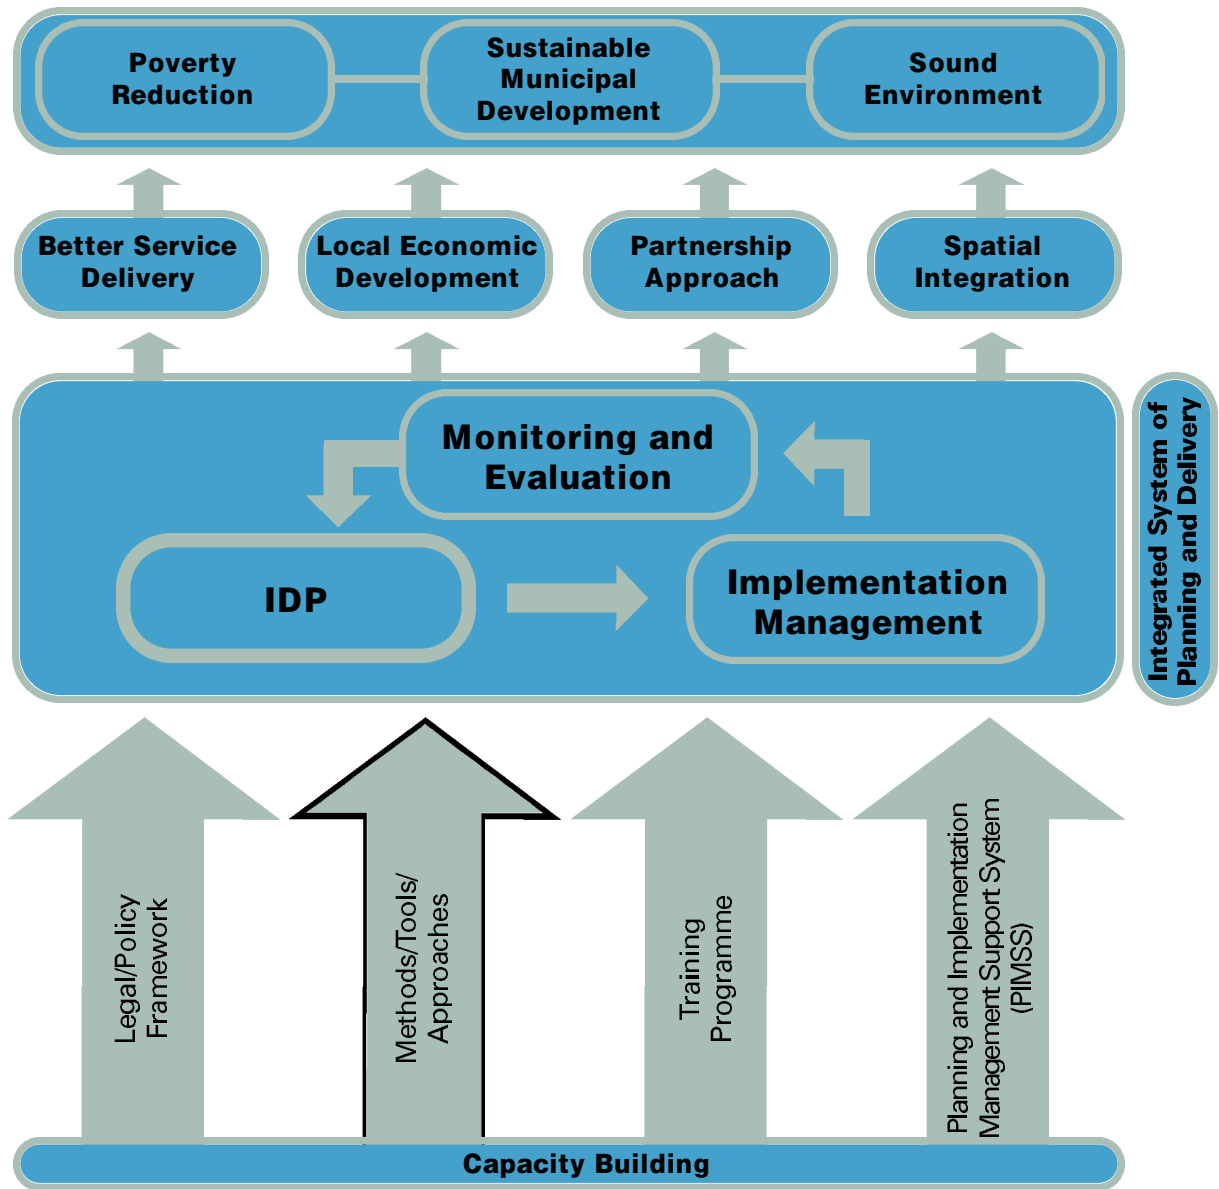 Poverty
Reduction
Sustainable
Municipal
Development
Sound
Environment
Better Service
Delivery
Local Economic
Development
Partnership
Approach
Spatial
Integration
Monitoring and
Evaluation
IDP
Implementation
Management
Integrated System of
Planning and Delivery
Legal/Policy
Framework
Methods/Tools/
Approaches
Training
Programme
Planning and Implementation
Management Support System
(PIMSS)
Capacity Building